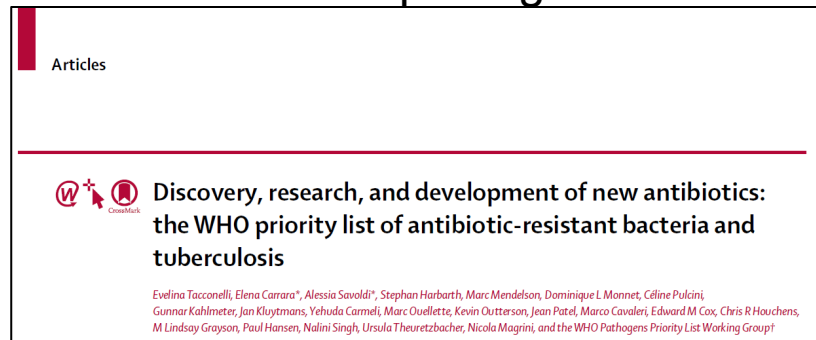 Articles
W
CrossMark
Discovery, research, and development of new antibiotics:
the WHO priority list of antibiotic-resistant bacteria and
tuberculosis
Evelina Tacconelli, Elena Carrara*, Alessia Savoldi*, Stephan Harbarth, Marc Mendelson, Dominique L Monnet, Céline Pulcini,
Gunnar Kahlmeter, Jan Kluytmans, Yehuda Carmeli, Marc Ouellette, Kevin Outterson, Jean Patel, Marco Cavaleri, Edward M Cox, Chris R Houchens,
M Lindsay Grayson, Paul Hansen, Nalini Singh, Ursula Theuretzbacher, Nicola Magrini, and the WHO Pathogens Priority List Working Group†